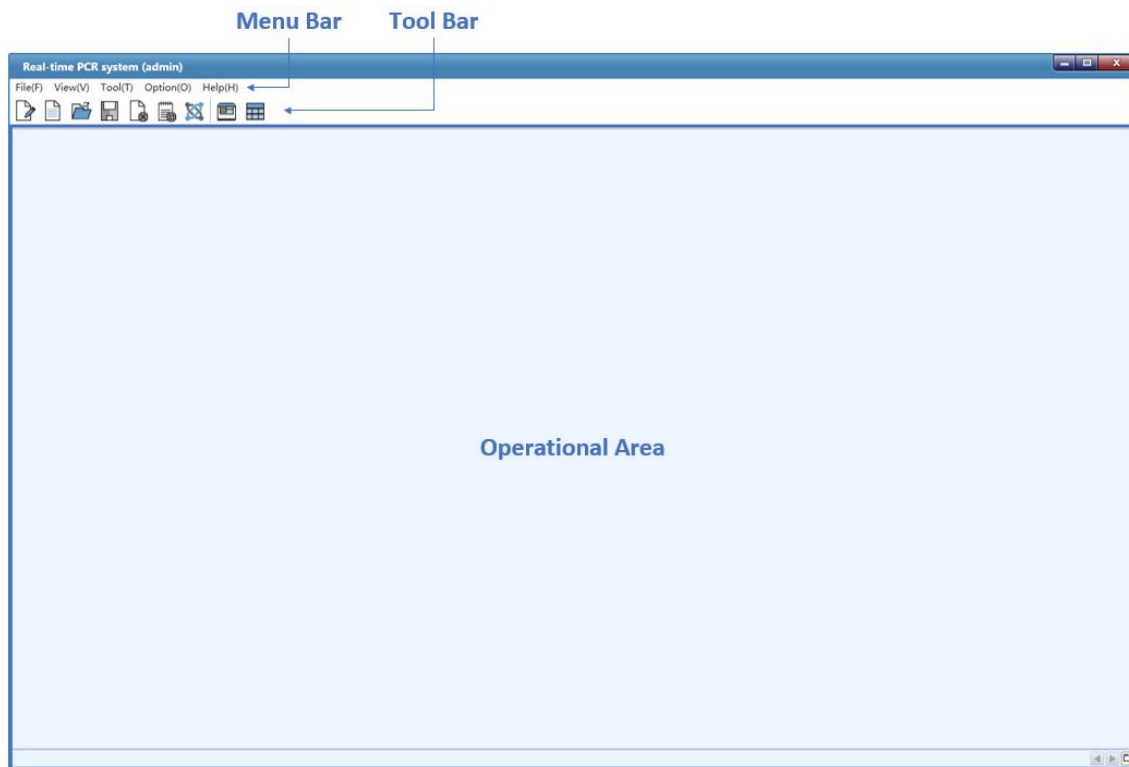 Menu Bar Tool Bar
Real-time PCR system (admin)
File(F) View(V) Tool(T) Option(O) Help(H)
Operational Area